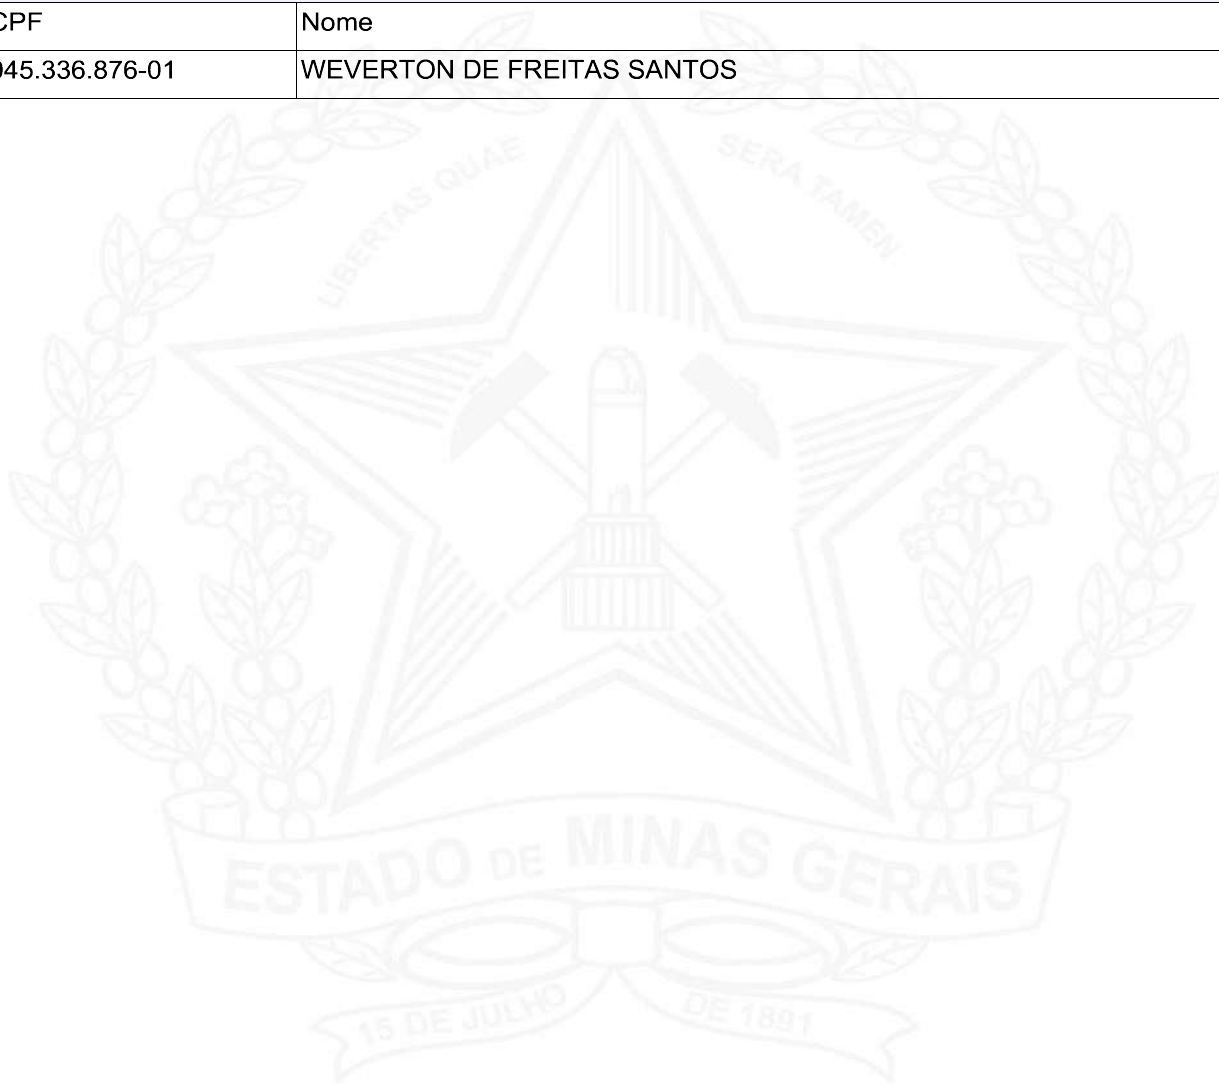 CPF Nome
045.336.876-01 WEVERTON DE FREITAS SANTOS
LIBERTAS QUAE SERA TAMEN
ESTADO DE MINAS GERAIS
15 DE JULHO DE 1891